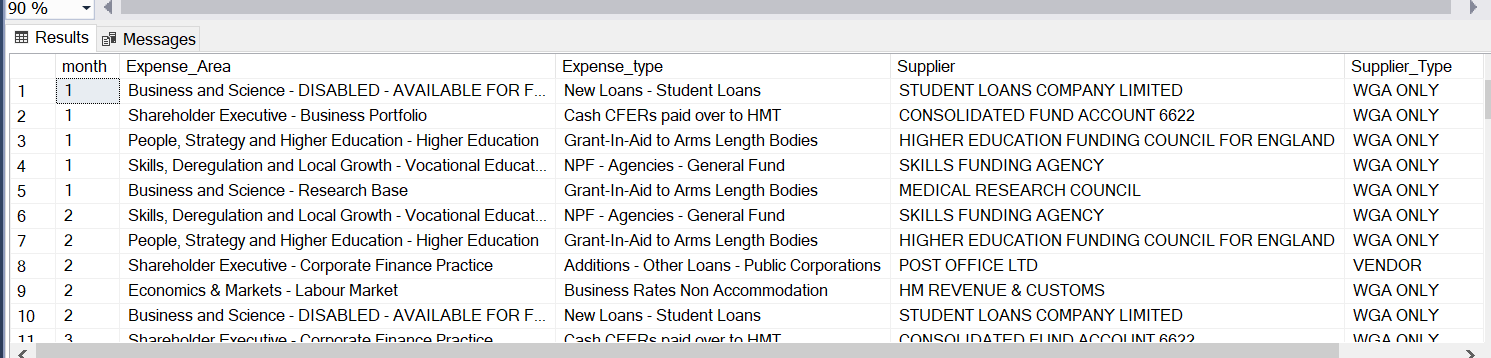 90 %
Results Messages
month Expense_Area Expense_type Supplier Supplier_Type
1 1 Business and Science - DISABLED - AVAILABLE FOR F... New Loans - Student Loans STUDENT LOANS COMPANY LIMITED WGA ONLY
2 1 Shareholder Executive - Business Portfolio Cash CFERs paid over to HMT CONSOLIDATED FUND ACCOUNT 6622 WGA ONLY
3 1 People, Strategy and Higher Education - Higher Education Grant-In-Aid to Arms Length Bodies HIGHER EDUCATION FUNDING COUNCIL FOR ENGLAND WGA ONLY
4 1 Skills, Deregulation and Local Growth - Vocational Educat... NPF - Agencies - General Fund SKILLS FUNDING AGENCY WGA ONLY
5 1 Business and Science - Research Base Grant-In-Aid to Arms Length Bodies MEDICAL RESEARCH COUNCIL WGA ONLY
6 2 Skills, Deregulation and Local Growth - Vocational Educat... NPF - Agencies - General Fund SKILLS FUNDING AGENCY WGA ONLY
7 2 People, Strategy and Higher Education - Higher Education Grant-In-Aid to Arms Length Bodies HIGHER EDUCATION FUNDING COUNCIL FOR ENGLAND WGA ONLY
8 2 Shareholder Executive - Corporate Finance Practice Additions - Other Loans - Public Corporations POST OFFICE LTD VENDOR
9 2 Economics & Markets - Labour Market Business Rates Non Accommodation HM REVENUE & CUSTOMS WGA ONLY
10 2 Business and Science - DISABLED - AVAILABLE FOR F... New Loans - Student Loans STUDENT LOANS COMPANY LIMITED WGA ONLY
11 3 Shareholder Executive - Corporate Finance Practice Cash CFERs paid over to HMT CONSOLIDATED FUND ACCOUNT 6622 WGA ONLY